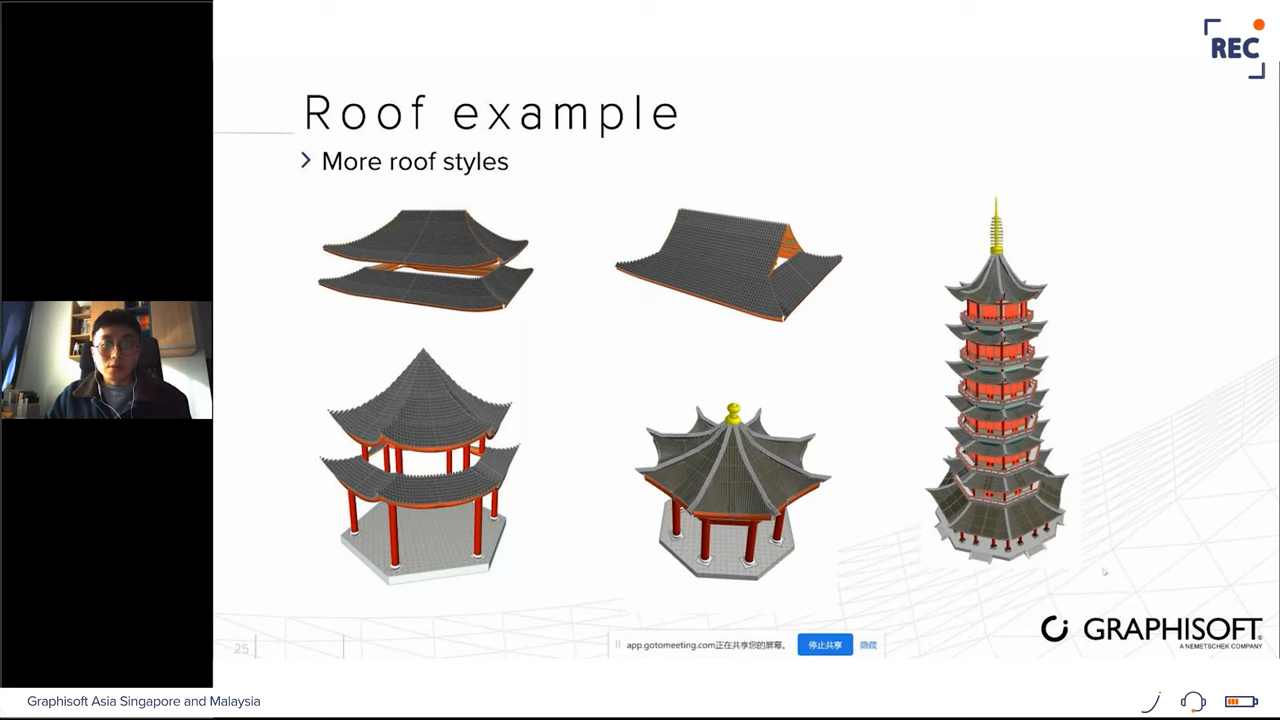 REC
Roof example
More roof styles
25
app.gotomeeting.com正在共享您的屏幕。
停止共享
隐藏
GRAPHISOFT
A NEMETSCHEK COMPANY
Graphisoft Asia Singapore and Malaysia